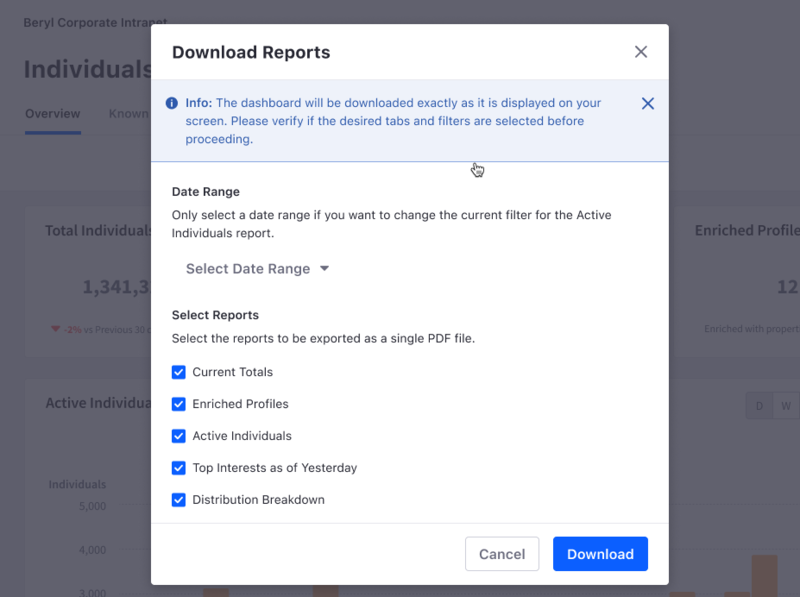 Beryl Corporate Intranet
Individuals
Overview
Known
Download Reports
Info: The dashboard will be downloaded exactly as it is displayed on your
screen. Please verify if the desired tabs and filters are selected before
proceeding.
Date Range
Only select a date range if you want to change the current filter for the Active
Individuals report.
Select Date Range
Select Reports
Select the reports to be exported as a single PDF file.
Current Totals
Enriched Profiles
Active Individuals
Top Interests as of Yesterday
Distribution Breakdown
Cancel
Download
Total Individuals
1,341,3
-2% vs Previous 30
Enriched Profile
12
Enriched with propert
Active Individua
D W
Individuals
5,000
4,000
3,000